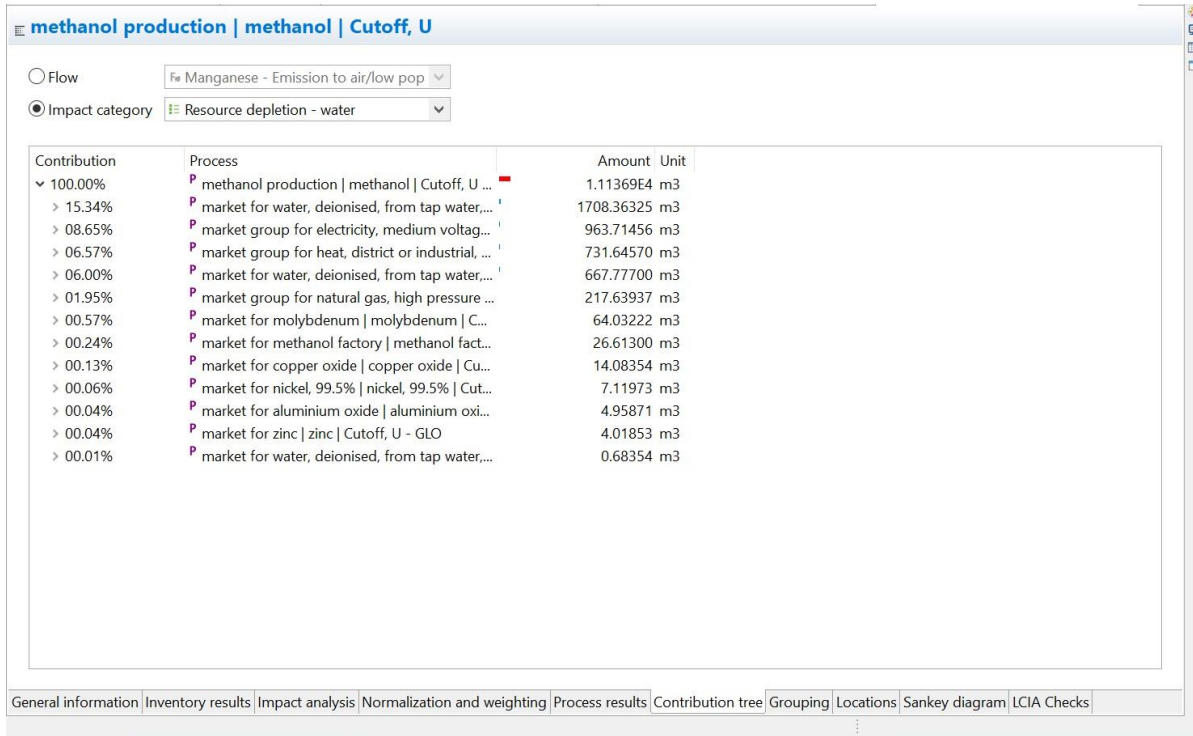 methanol production | methanol | Cutoff, U
Flow Fe Manganese - Emission to air/low pop
Impact category Resource depletion - water
Contribution Process Amount Unit
100.00% P methanol production | methanol | Cutoff, U ... 1.11369E4 m3
15.34% P market for water, deionised, from tap water,... 1708.36325 m3
08.65% P market group for electricity, medium voltag... 963.71456 m3
06.57% P market group for heat, district or industrial, ... 731.64570 m3
06.00% P market for water, deionised, from tap water,... 667.77700 m3
01.95% P market group for natural gas, high pressure ... 217.63937 m3
00.57% P market for molybdenum | molybdenum | C... 64.03222 m3
00.24% P market for methanol factory | methanol fact... 26.61300 m3
00.13% P market for copper oxide | copper oxide | Cu... 14.08354 m3
00.06% P market for nickel, 99.5% | nickel, 99.5% | Cut... 7.11973 m3
00.04% P market for aluminium oxide | aluminium oxi... 4.95871 m3
00.04% P market for zinc | zinc | Cutoff, U - GLO 4.01853 m3
00.01% P market for water, deionised, from tap water,... 0.68354 m3
General information Inventory results Impact analysis Normalization and weighting Process results Contribution tree Grouping Locations Sankey diagram LCIA Checks